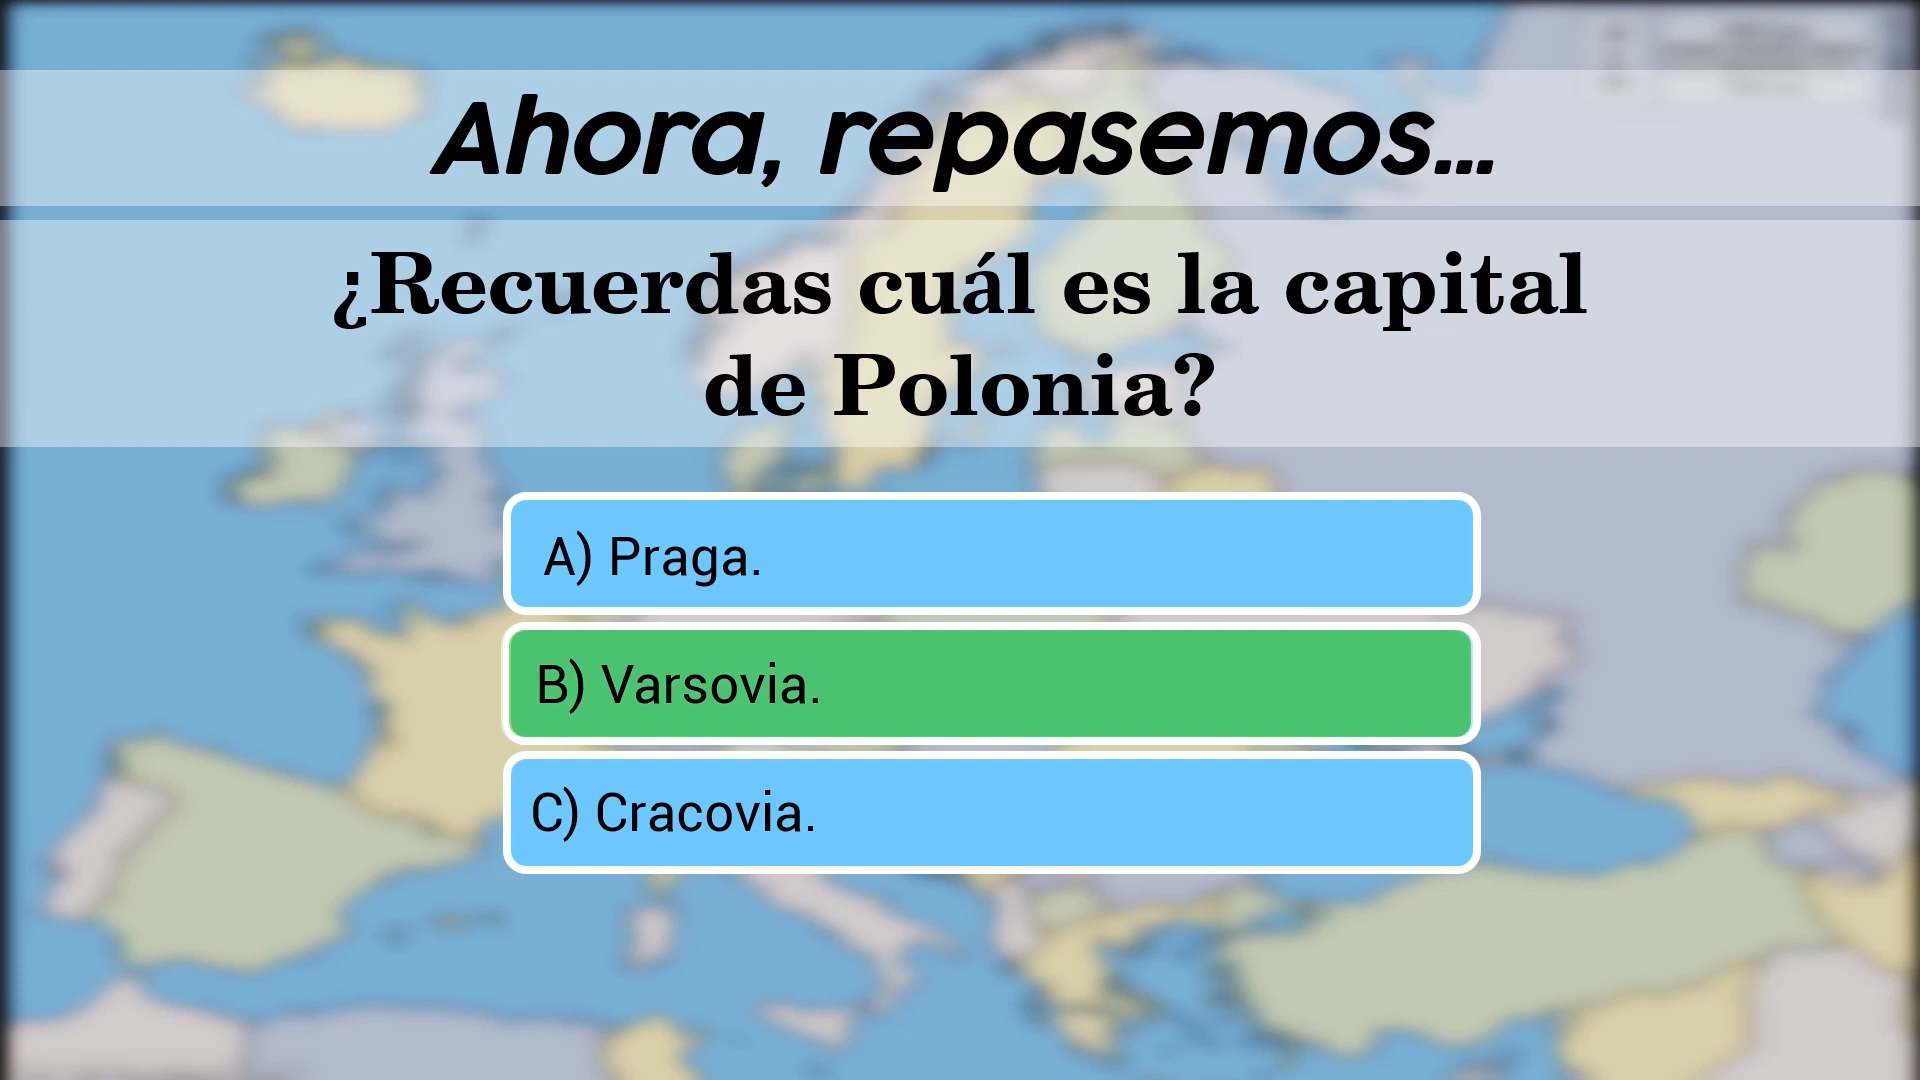 Ahora, repasemos...
¿Recuerdas cuál es la capital
de Polonia?
A) Praga.
B) Varsovia.
C) Cracovia.